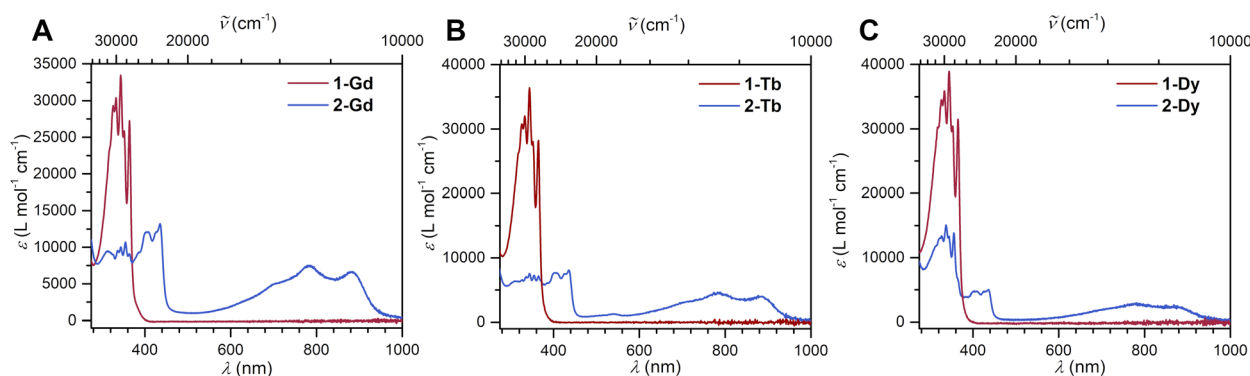 A
ν̃ (cm⁻¹)
30000 20000 10000
35000
30000
25000
20000
15000
10000
5000
0
ε (L mol⁻¹ cm⁻¹)
1-Gd
2-Gd
400 600 800 1000
λ (nm)
B
ν̃ (cm⁻¹)
30000 20000 10000
40000
30000
20000
10000
0
ε (L mol⁻¹ cm⁻¹)
1-Tb
2-Tb
400 600 800 1000
λ (nm)
C
ν̃ (cm⁻¹)
30000 20000 10000
40000
30000
20000
10000
0
ε (L mol⁻¹ cm⁻¹)
1-Dy
2-Dy
400 600 800 1000
λ (nm)